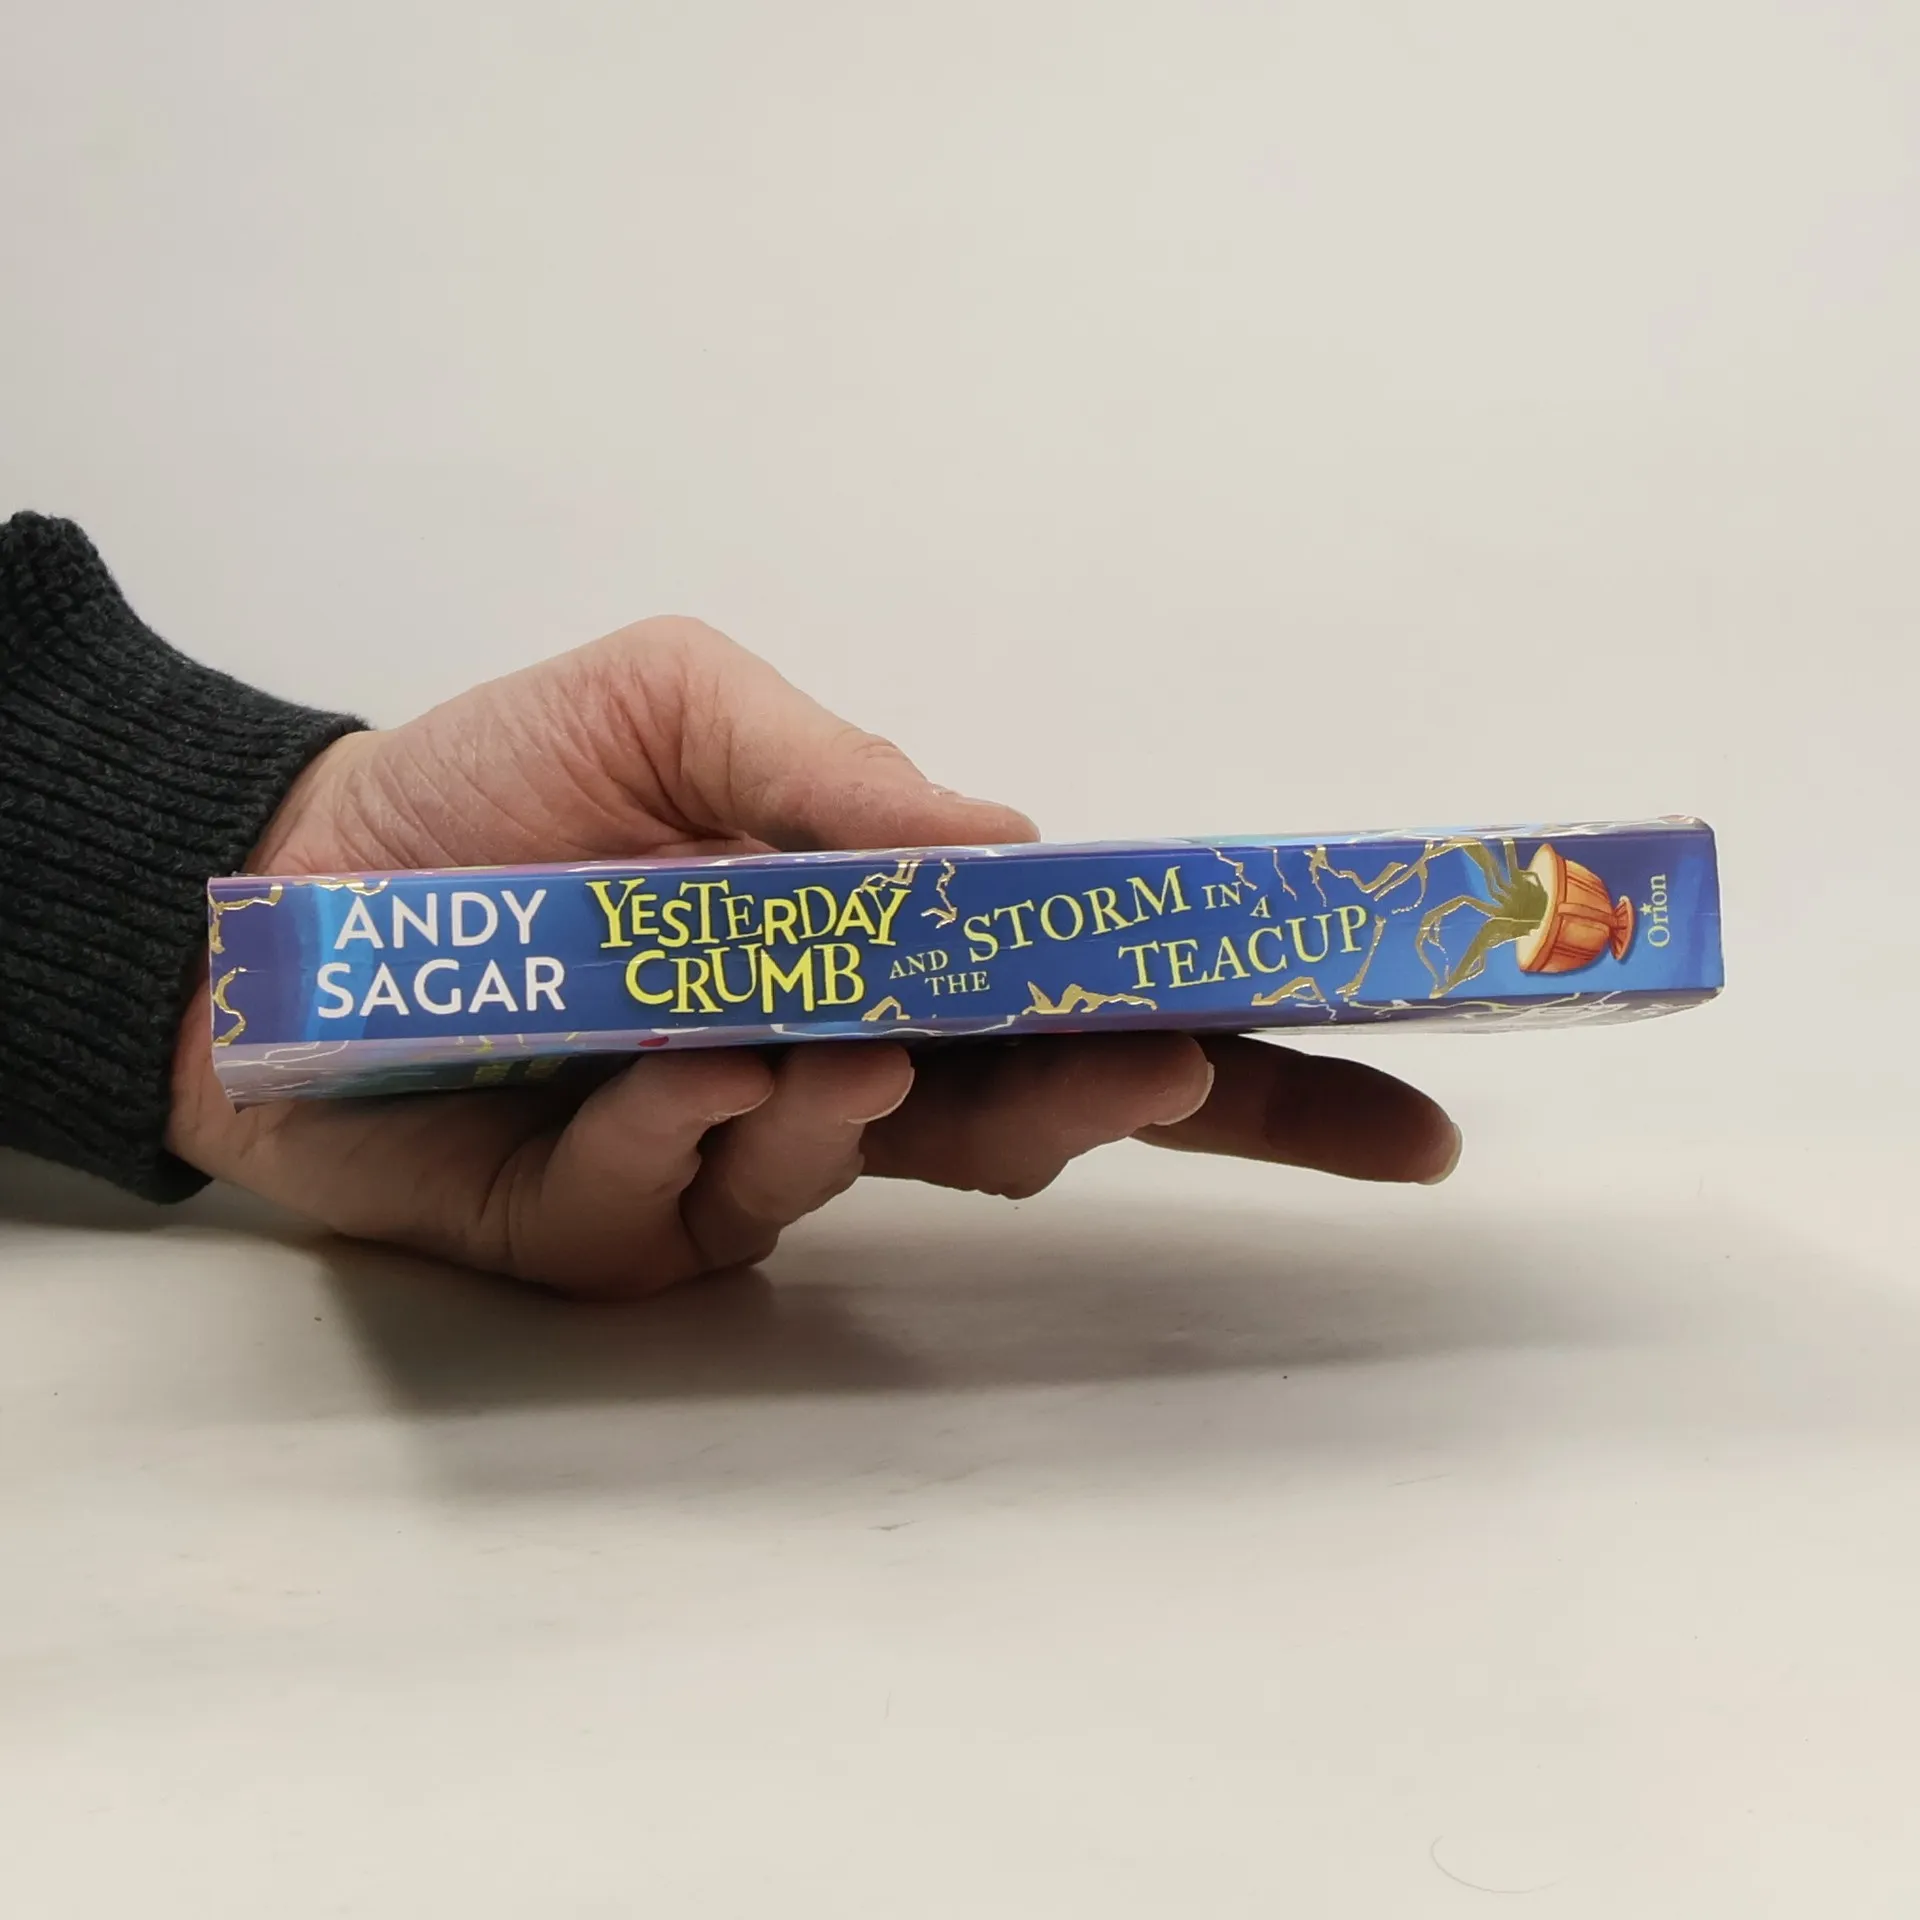 ANDY
SAGAR
YESTERDAY
CRUMB
AND
THE
STORM IN A
TEACUP
Orion